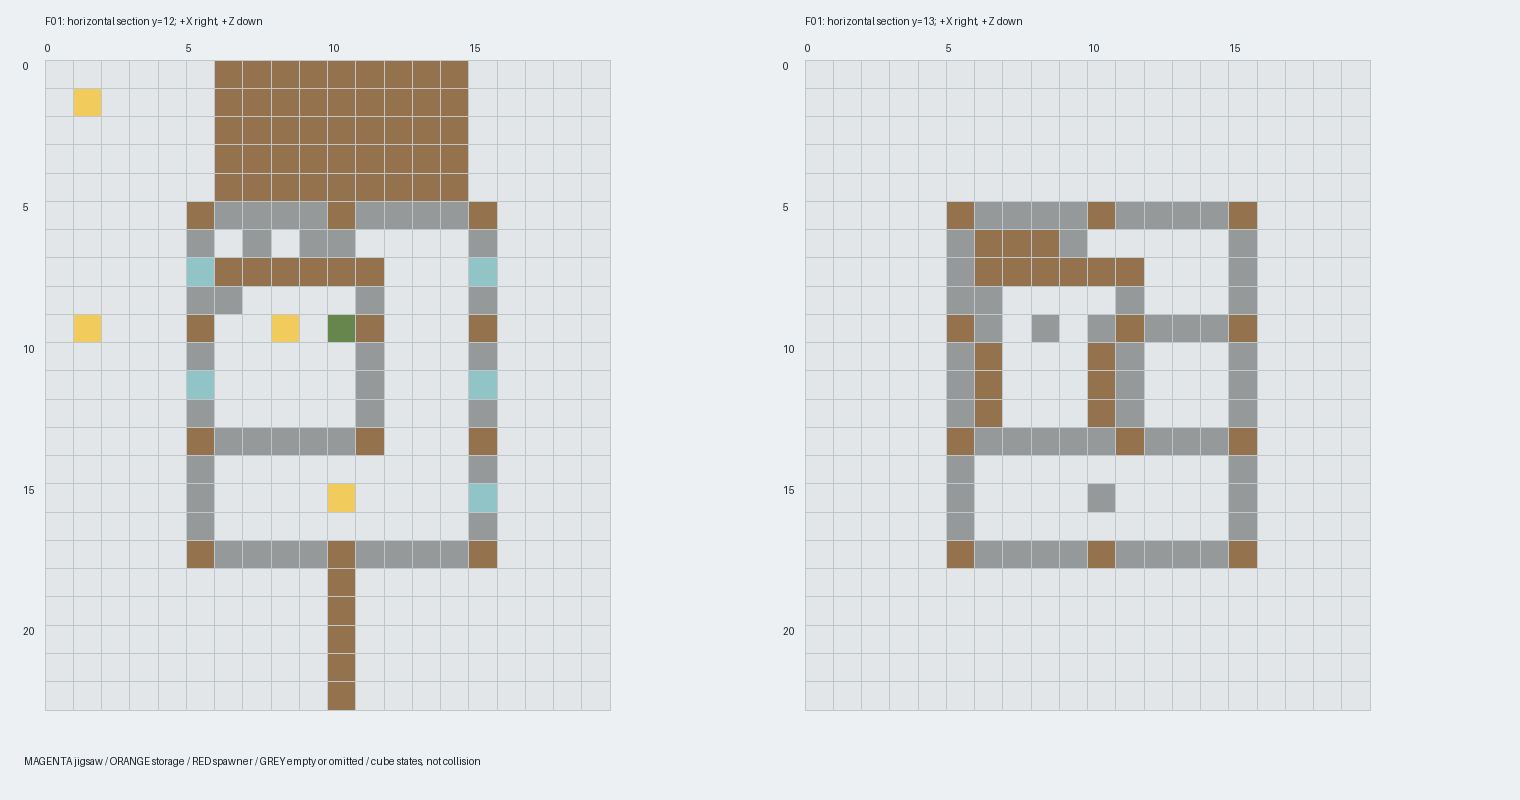 F01: horizontal section y=12; +X right, +Z down
F01: horizontal section y=13; +X right, +Z down
0 5 10 15
0 5 10 15
0 0
5 5
10 10
15 15
20 20
MAGENTA jigsaw / ORANGE storage / RED spawner / GREY empty or omitted / cube states, not collision